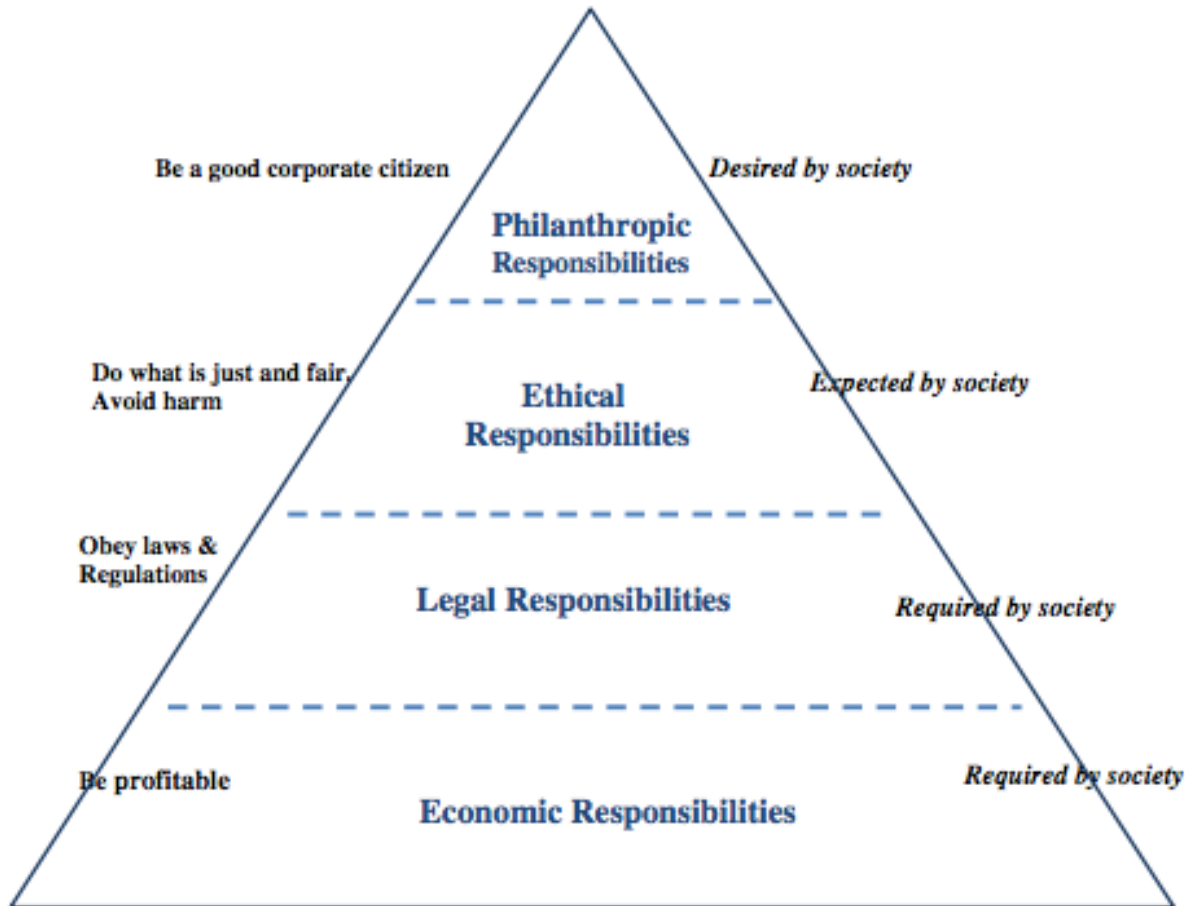 Be a good corporate citizen
Desired by society
Philanthropic
Responsibilities
Do what is just and fair,
Avoid harm
Expected by society
Ethical
Responsibilities
Obey laws &
Regulations
Legal Responsibilities
Required by society
Be profitable
Required by society
Economic Responsibilities